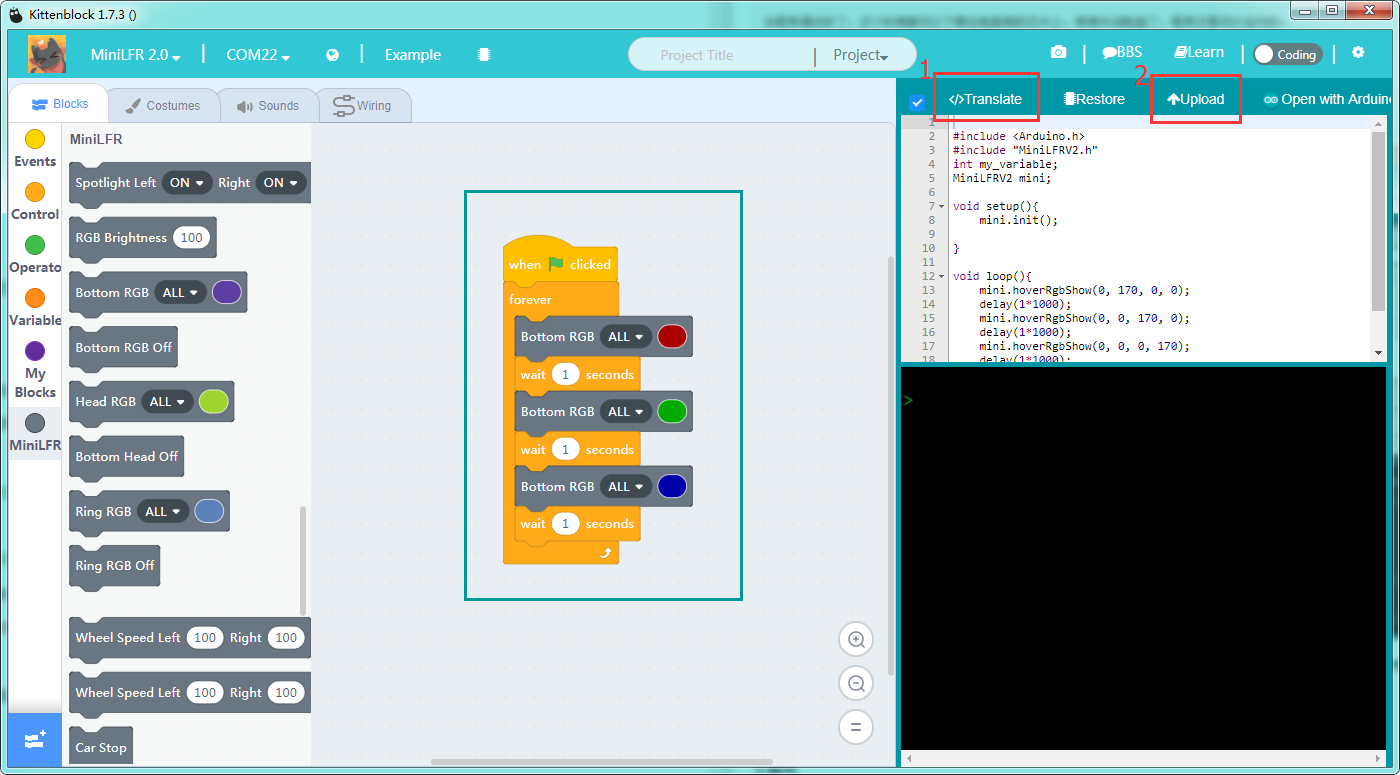 Kittenblock 1.7.3 ()
MiniLFR 2.0
COM22
Example
Project Title
Project
BBS
Learn
Coding
Blocks
Costumes
Sounds
Wiring
1
</>Translate
Restore
2
Upload
Open with Arduino
Events
Control
Operato
Variable
My
Blocks
MiniLFR
MiniLFR
Spotlight Left ON Right ON
RGB Brightness 100
Bottom RGB ALL
Bottom RGB Off
Head RGB ALL
Bottom Head Off
Ring RGB ALL
Ring RGB Off
Wheel Speed Left 100 Right 100
Wheel Speed Left 100 Right 100
Car Stop
when clicked
forever
Bottom RGB ALL
wait 1 seconds
Bottom RGB ALL
wait 1 seconds
Bottom RGB ALL
wait 1 seconds
1
2 #include <Arduino.h>
3 #include "MiniLFRV2.h"
4 int my_variable;
5 MiniLFRV2 mini;
6
7 void setup(){
8 mini.init();
9
10 }
11
12 void loop(){
13 mini.hoverRgbShow(0, 170, 0, 0);
14 delay(1*1000);
15 mini.hoverRgbShow(0, 0, 170, 0);
16 delay(1*1000);
17 mini.hoverRgbShow(0, 0, 0, 170);
18 delay(1*1000);
>